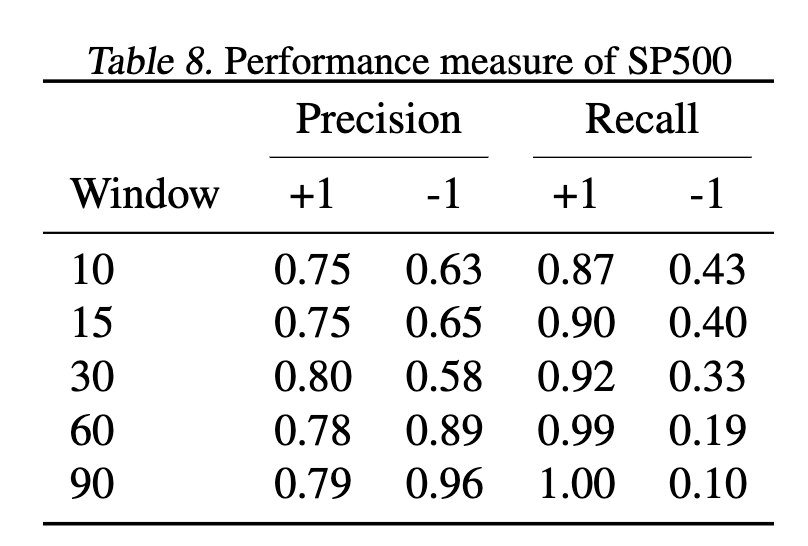 Table 8. Performance measure of SP500
Precision Recall
Window +1 -1 +1 -1
10 0.75 0.63 0.87 0.43
15 0.75 0.65 0.90 0.40
30 0.80 0.58 0.92 0.33
60 0.78 0.89 0.99 0.19
90 0.79 0.96 1.00 0.10